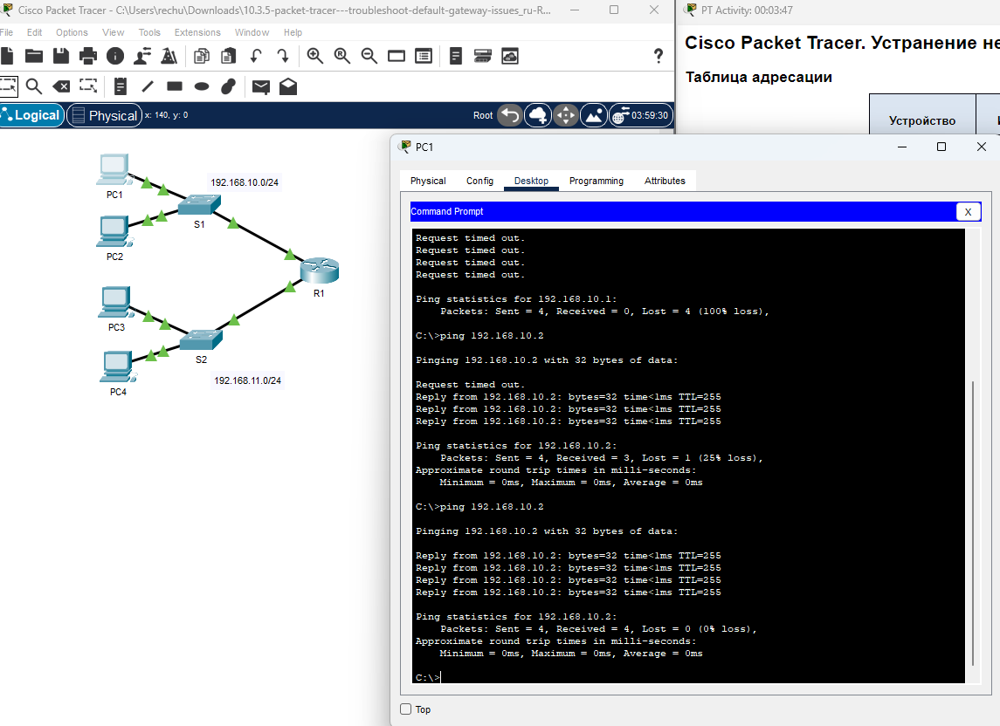 Cisco Packet Tracer - C:\Users\rechu\Downloads\10.3.5-packet-tracer---troubleshoot-default-gateway-issues_ru-R...
File Edit Options View Tools Extensions Window Help
?
Logical Physical x: 140, y: 0 Root 03:59:30
PC1
192.168.10.0/24
S1
PC2
R1
PC3
S2
192.168.11.0/24
PC4
PT Activity: 00:03:47
Cisco Packet Tracer. Устранение не
Таблица адресации
Устройство
PC1
Physical Config Desktop Programming Attributes
Command Prompt X
Request timed out.
Request timed out.
Request timed out.
Request timed out.
Ping statistics for 192.168.10.1:
Packets: Sent = 4, Received = 0, Lost = 4 (100% loss),
C:\>ping 192.168.10.2
Pinging 192.168.10.2 with 32 bytes of data:
Request timed out.
Reply from 192.168.10.2: bytes=32 time<1ms TTL=255
Reply from 192.168.10.2: bytes=32 time<1ms TTL=255
Reply from 192.168.10.2: bytes=32 time<1ms TTL=255
Ping statistics for 192.168.10.2:
Packets: Sent = 4, Received = 3, Lost = 1 (25% loss),
Approximate round trip times in milli-seconds:
Minimum = 0ms, Maximum = 0ms, Average = 0ms
C:\>ping 192.168.10.2
Pinging 192.168.10.2 with 32 bytes of data:
Reply from 192.168.10.2: bytes=32 time<1ms TTL=255
Reply from 192.168.10.2: bytes=32 time<1ms TTL=255
Reply from 192.168.10.2: bytes=32 time<1ms TTL=255
Reply from 192.168.10.2: bytes=32 time<1ms TTL=255
Ping statistics for 192.168.10.2:
Packets: Sent = 4, Received = 4, Lost = 0 (0% loss),
Approximate round trip times in milli-seconds:
Minimum = 0ms, Maximum = 0ms, Average = 0ms
C:\>
Top